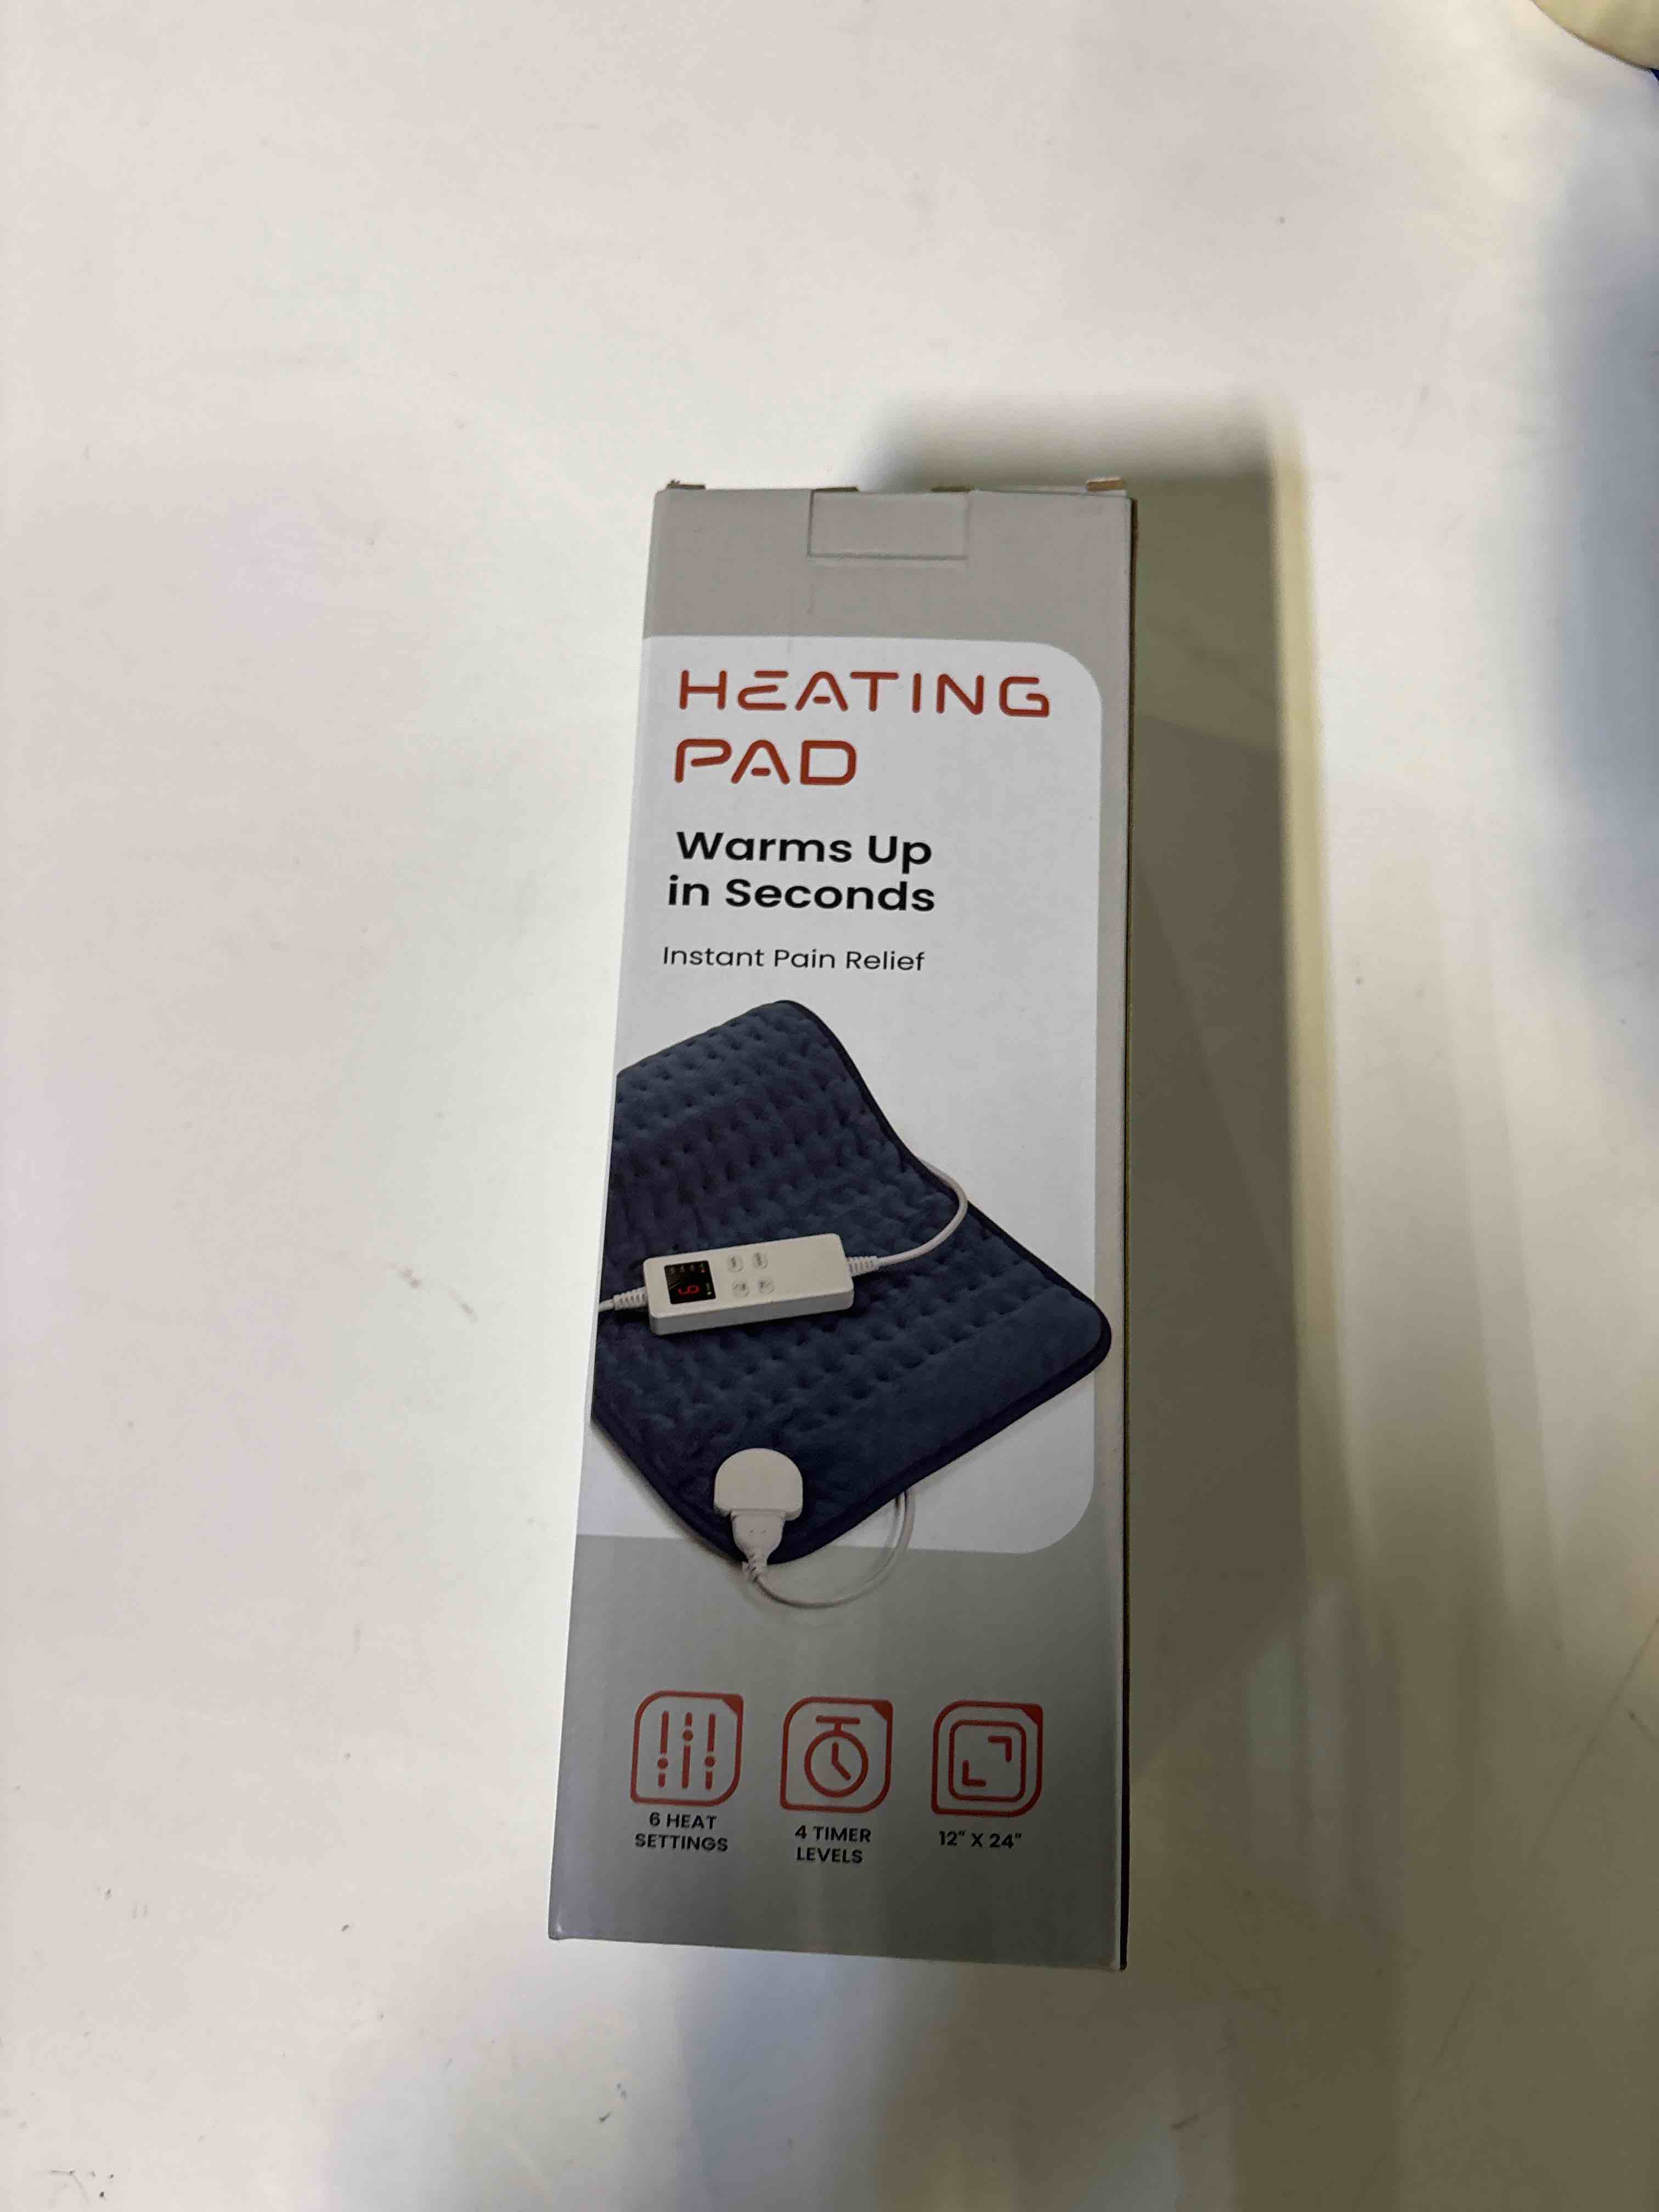 HEATING
PAD
Warms Up
in Seconds
Instant Pain Relief
6 HEAT
SETTINGS
4 TIMER
LEVELS
12" X 24"